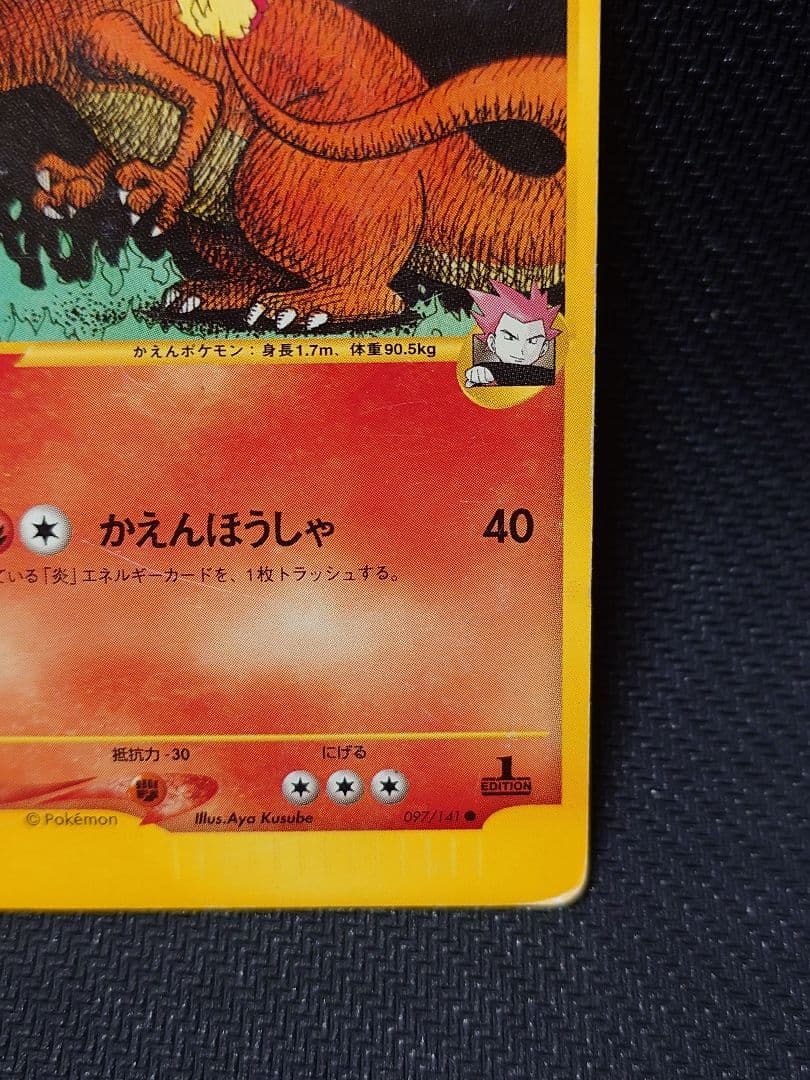 かえんポケモン：身長1.7m、体重90.5kg
かえんほうしゃ 40
ている「炎」エネルギーカードを、1枚トラッシュする。
抵抗力 -30 にげる
1
EDITION
© Pokémon Illus.Aya Kusube 097/141 ●